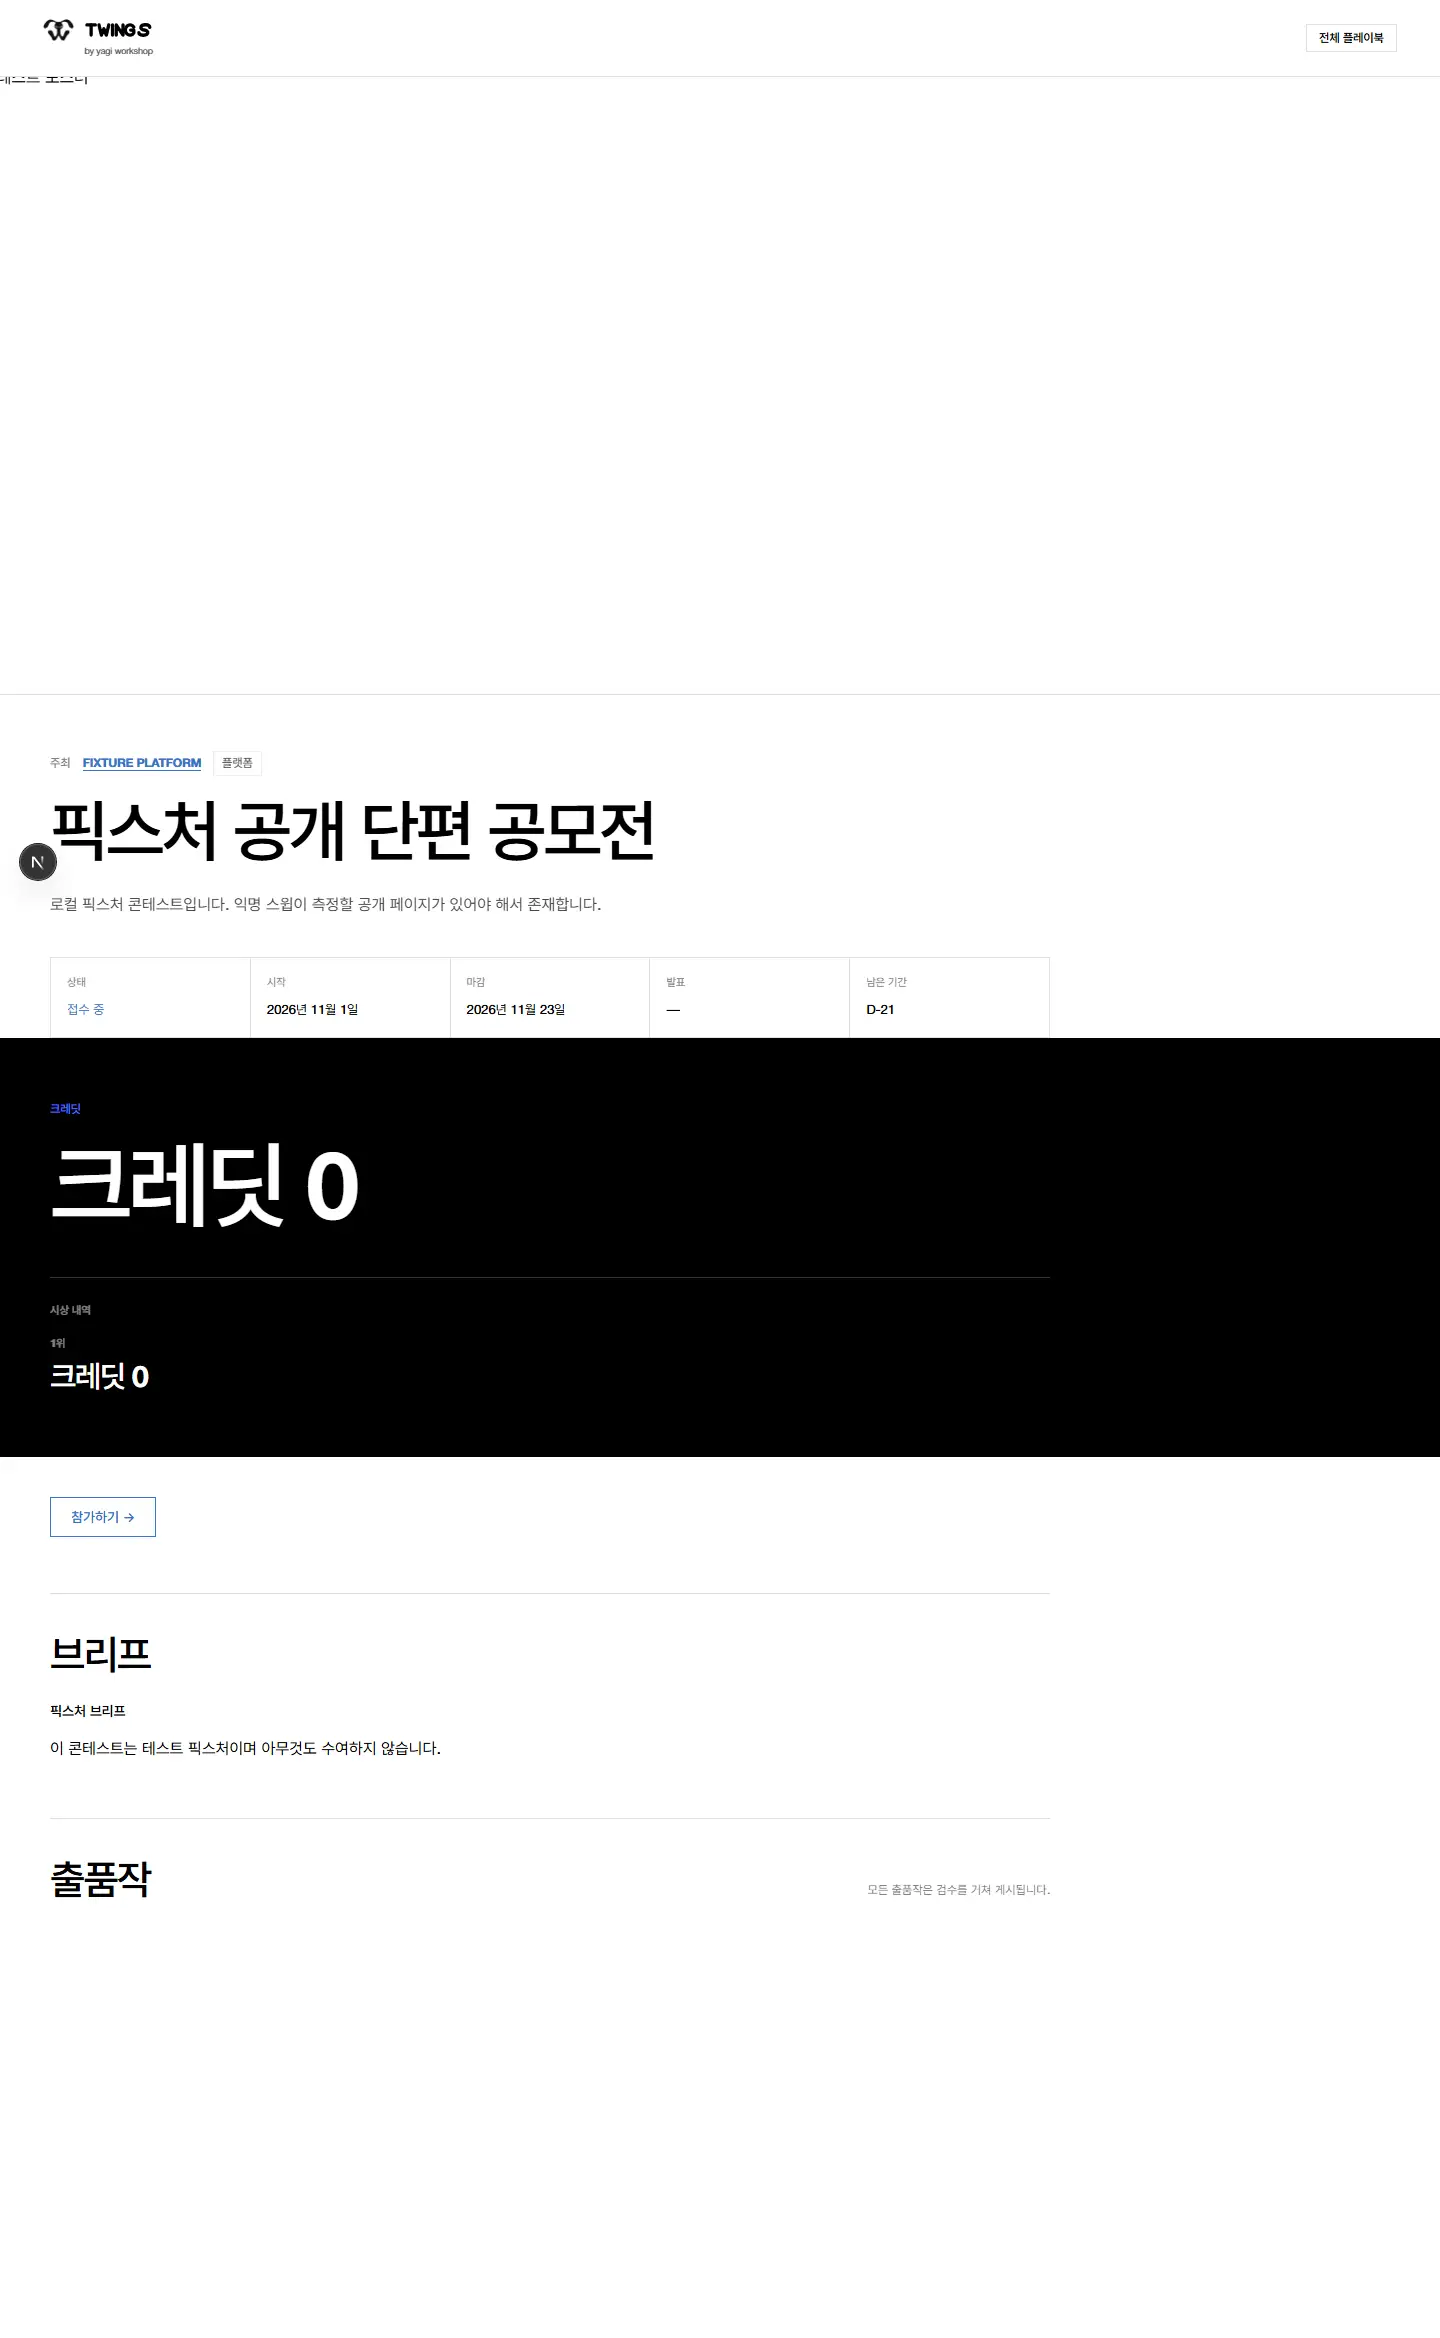 TWINGS
by yagi workshop
전체 플레이북
주최 FIXTURE PLATFORM 플랫폼
픽스처 공개 단편 공모전
N
로컬 픽스처 콘테스트입니다. 익명 스윕이 측정할 공개 페이지가 있어야 해서 존재합니다.
상태 시작 마감 발표 남은 기간
접수 중 2026년 11월 1일 2026년 11월 23일 — D-21
크레딧
크레딧 0
시상 내역
1위
크레딧 0
참가하기 →
브리프
픽스처 브리프
이 콘테스트는 테스트 픽스처이며 아무것도 수여하지 않습니다.
출품작
모든 출품작은 검수를 거쳐 게시됩니다.